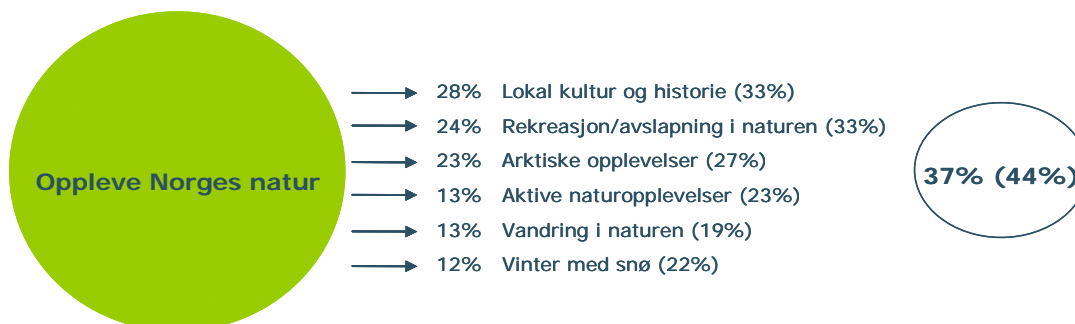 Oppleve Norges natur
28% Lokal kultur og historie (33%)
24% Rekreasjon/avslapning i naturen (33%)
23% Arktiske opplevelser (27%)
13% Aktive naturopplevelser (23%)
13% Vandring i naturen (19%)
12% Vinter med snø (22%)
37% (44%)